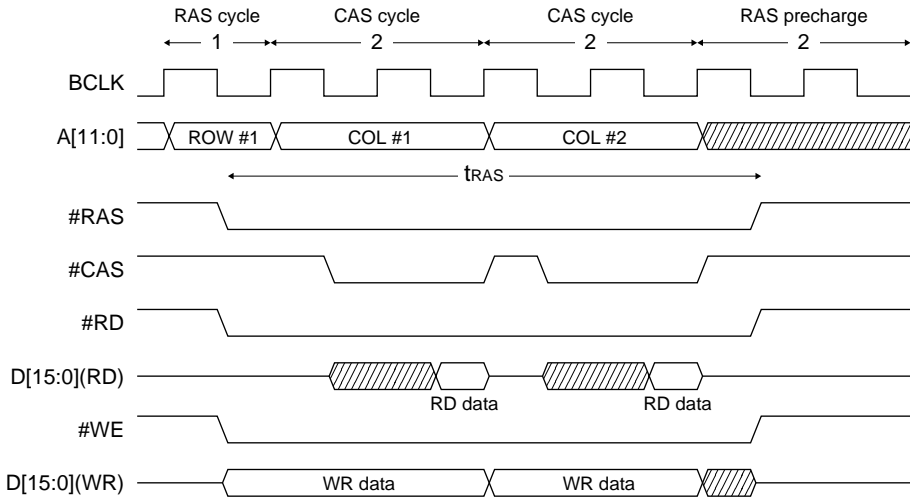 RAS cycle CAS cycle CAS cycle RAS precharge
1 2 2 2
BCLK
A[11:0] ROW #1 COL #1 COL #2
tRAS
#RAS
#CAS
#RD
D[15:0](RD)
RD data RD data
#WE
D[15:0](WR) WR data WR data